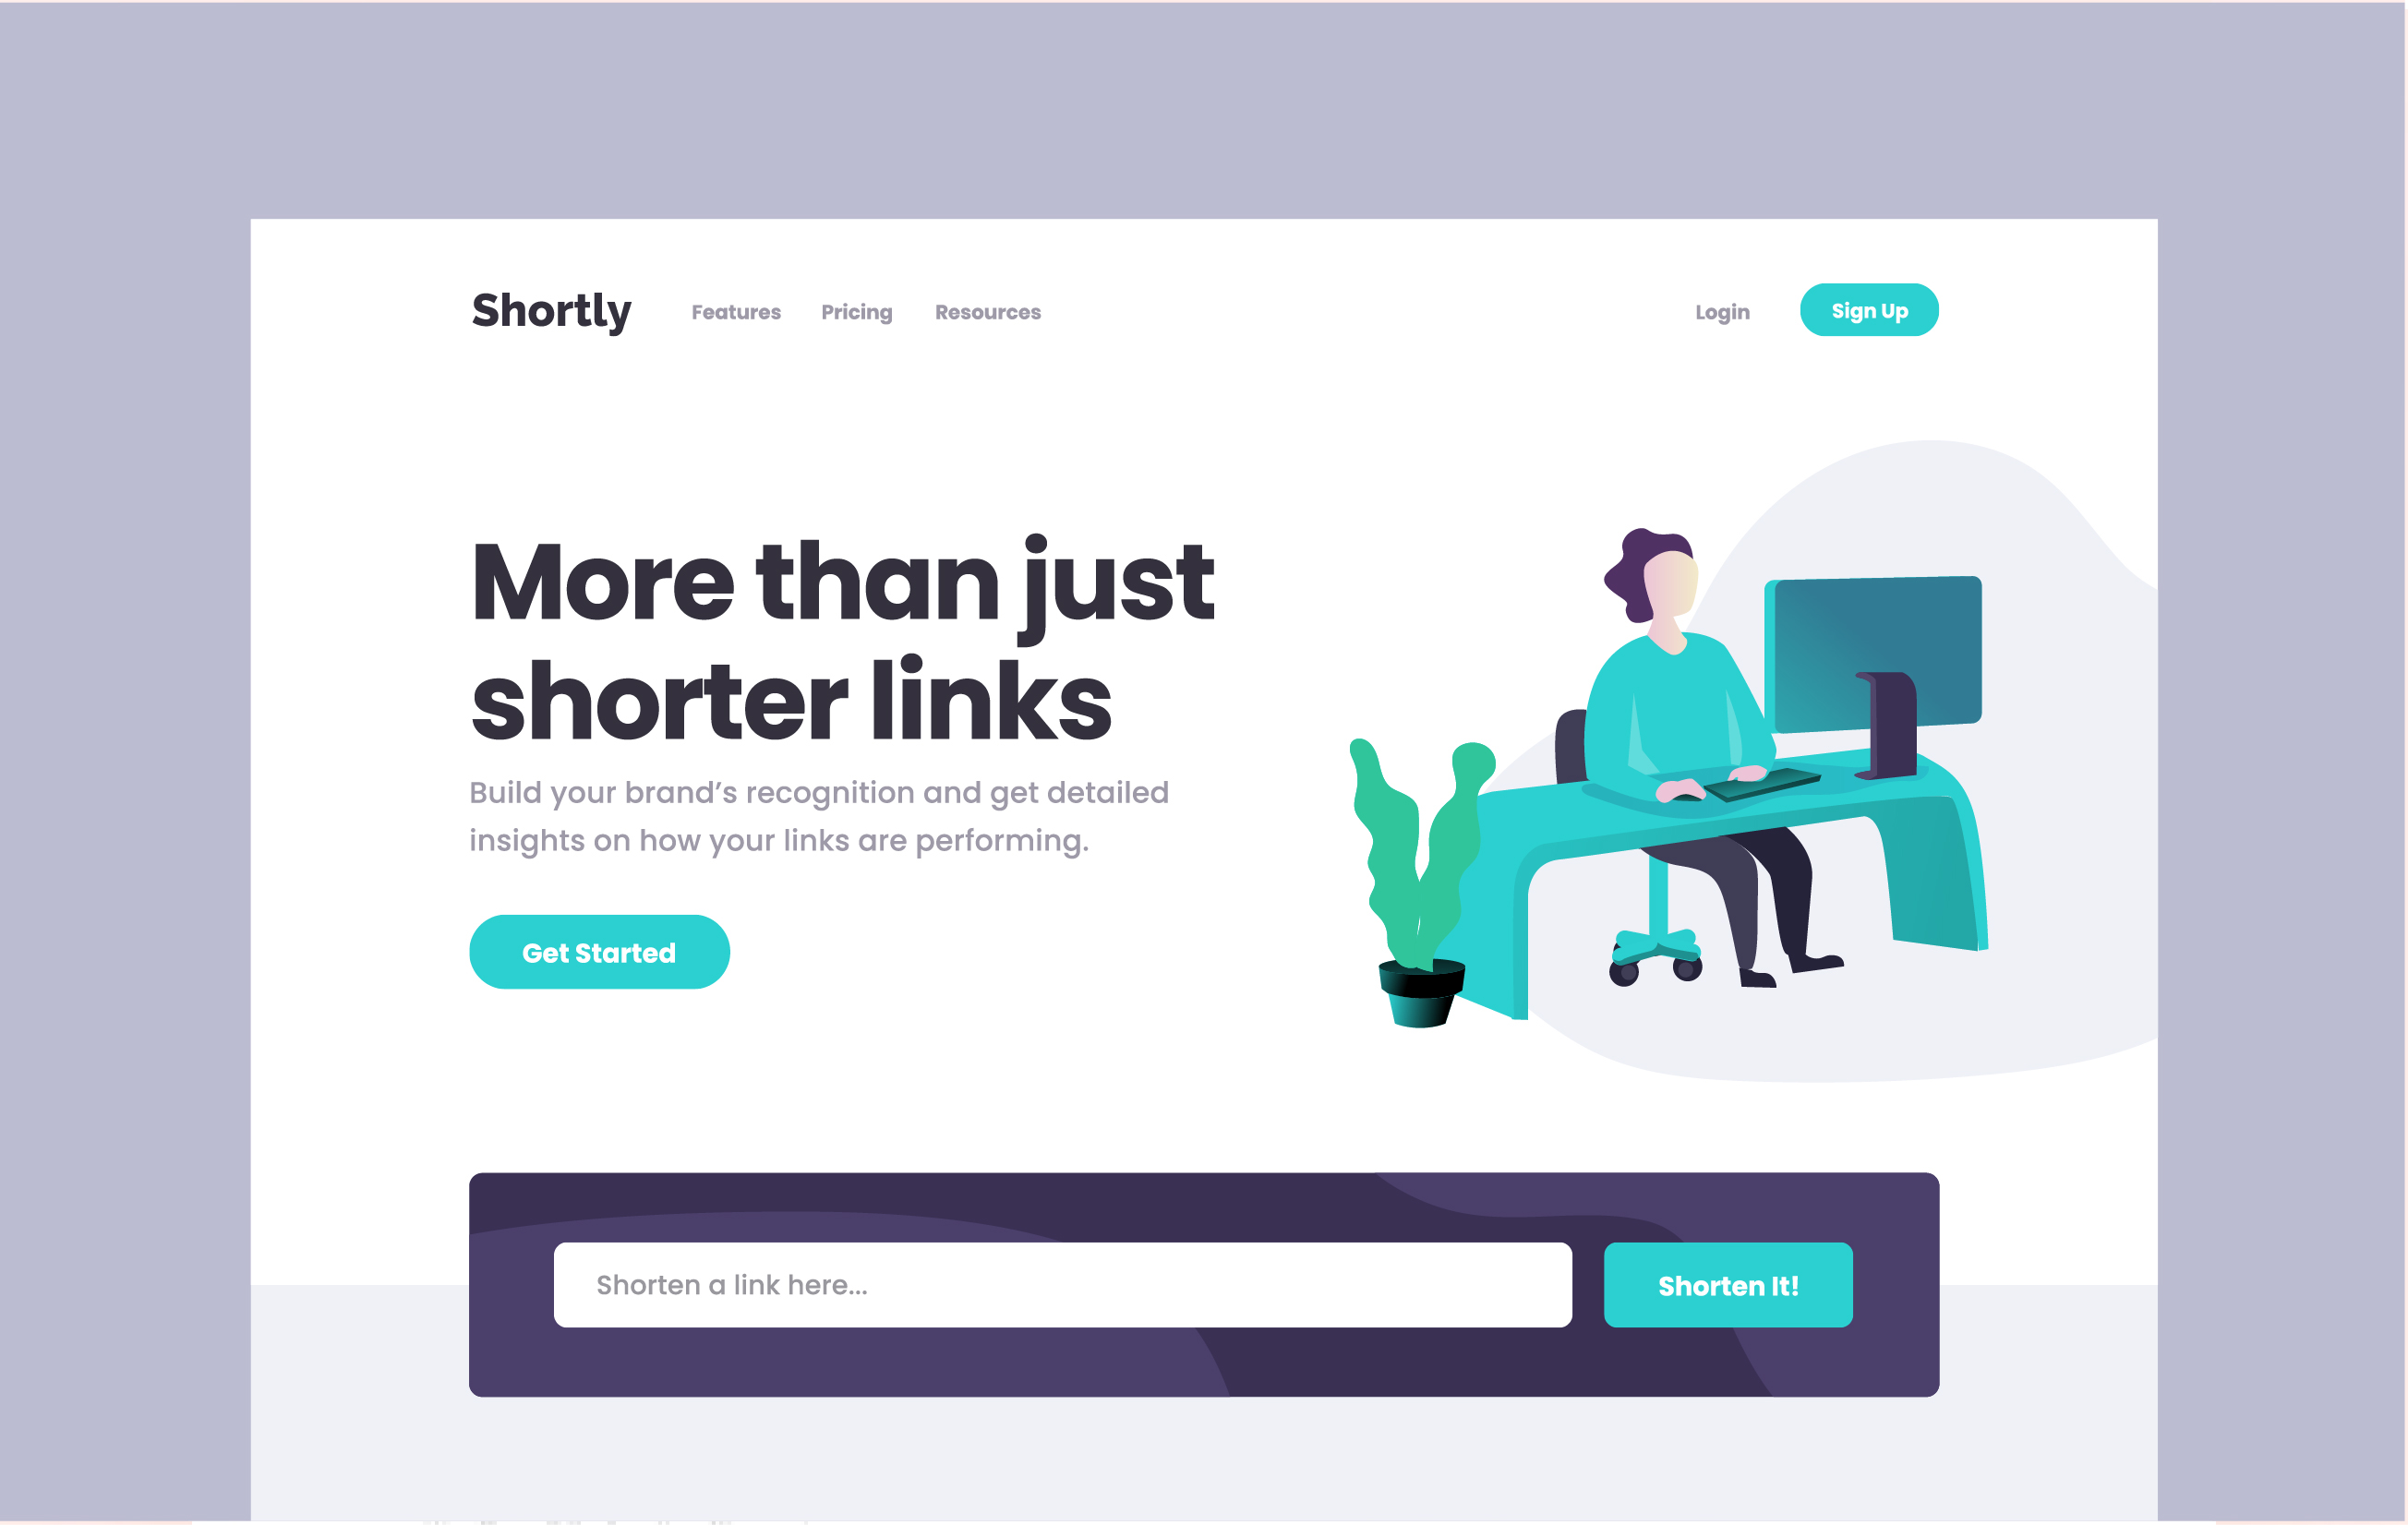 Shortly
Features Pricing Resources
Login
Sign Up
More than just
shorter links
Build your brand’s recognition and get detailed
insights on how your links are performing.
Get Started
Shorten a link here...
Shorten It!